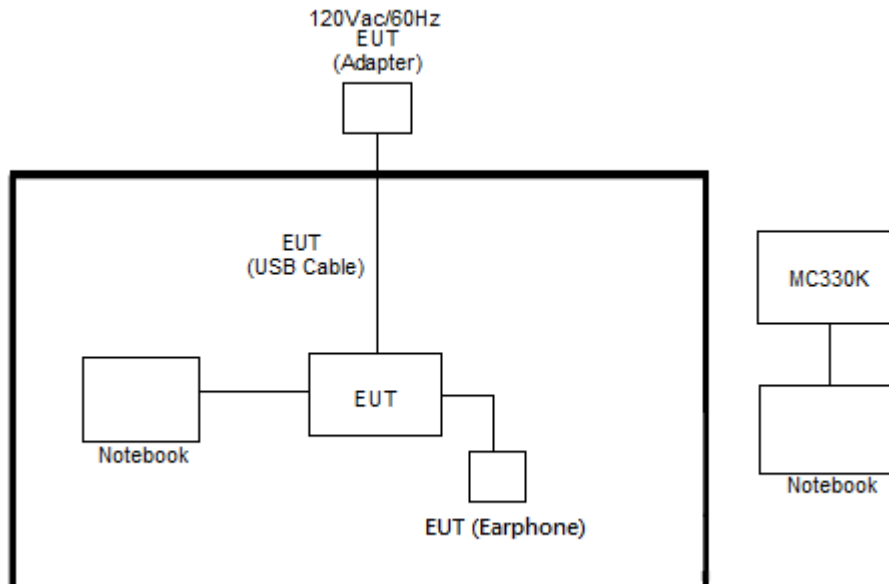 120Vac/60Hz
EUT
(Adapter)
EUT
(USB Cable)
MC330K
EUT
Notebook
Notebook
EUT (Earphone)